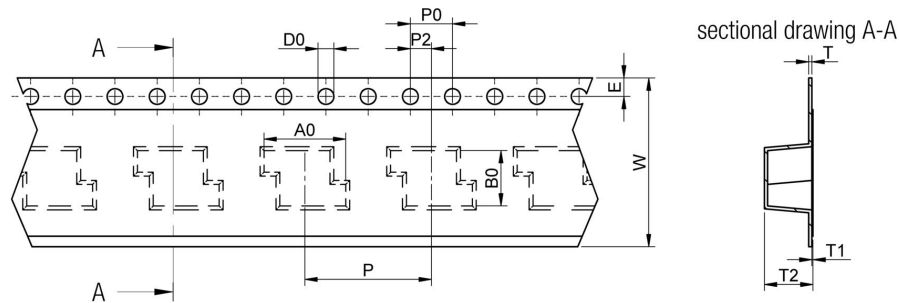 P0
sectional drawing A-A
A
D0
P2
T
E
A0
W
B0
P
T1
T2
A